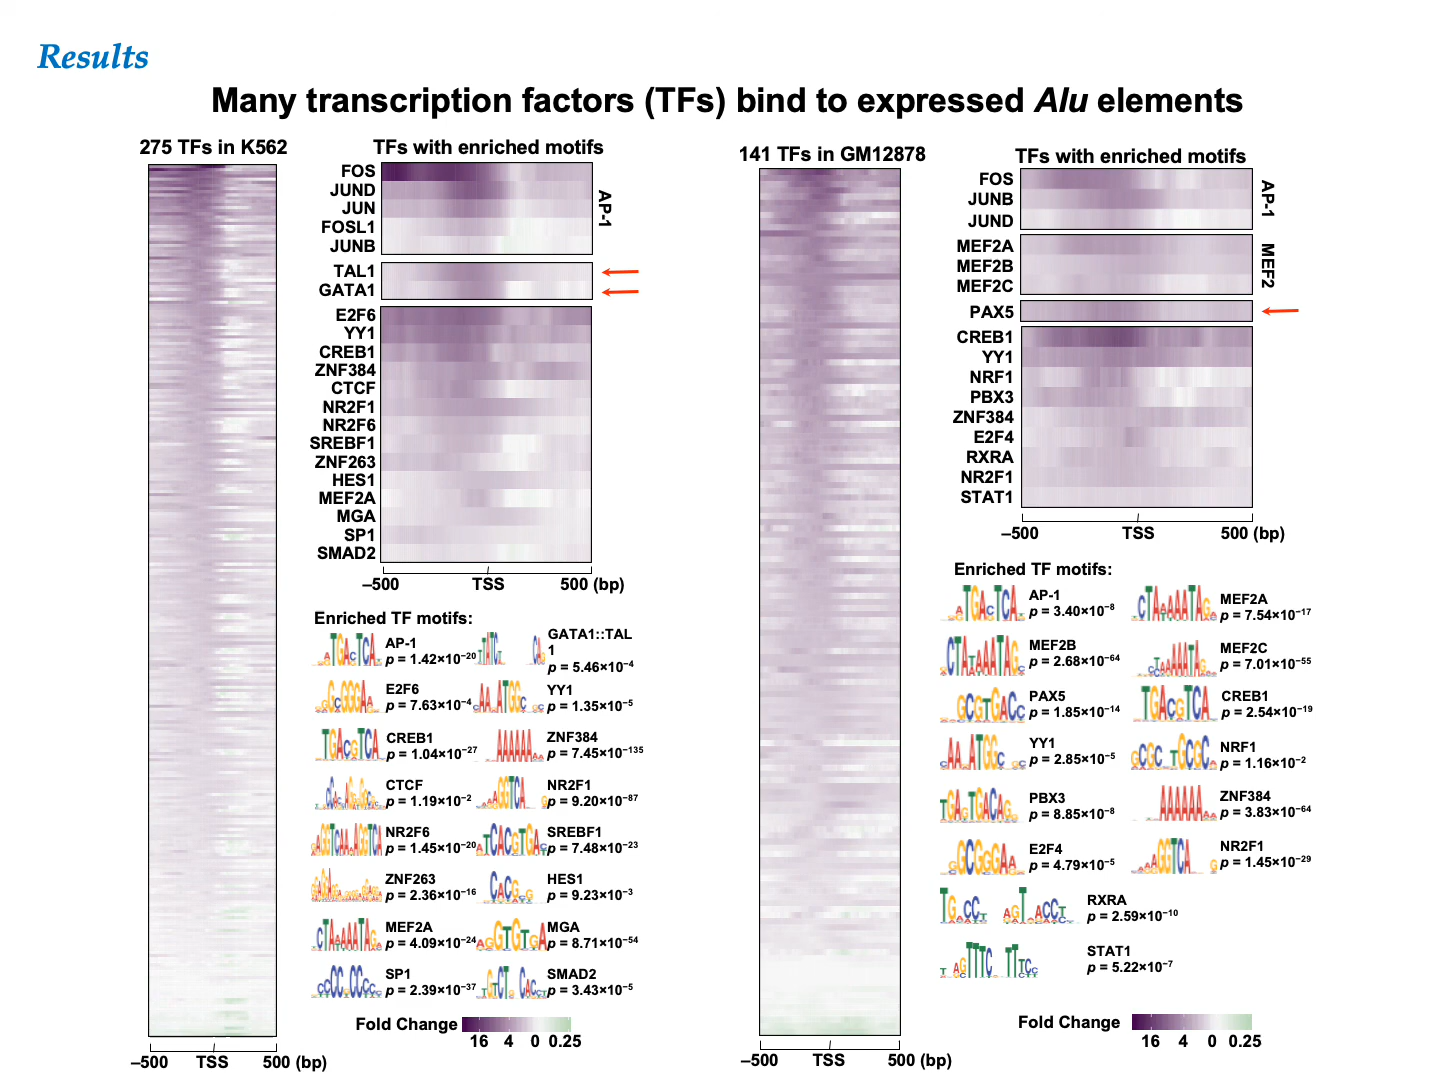 Results
Many transcription factors (TFs) bind to expressed Alu elements
275 TFs in K562
TFs with enriched motifs
FOS
JUND
JUN
FOSL1
JUNB
AP-1
TAL1
GATA1
E2F6
YY1
CREB1
ZNF384
CTCF
NR2F1
NR2F6
SREBF1
ZNF263
HES1
MEF2A
MGA
SP1
SMAD2
–500 TSS 500 (bp)
Enriched TF motifs:
AP-1
p = 1.42×10⁻²⁰
GATA1::TAL
1
p = 5.46×10⁻⁴
E2F6
p = 7.63×10⁻⁴
YY1
p = 1.35×10⁻⁵
CREB1
p = 1.04×10⁻²⁷
ZNF384
p = 7.45×10⁻¹³⁵
CTCF
p = 1.19×10⁻²
NR2F1
p = 9.20×10⁻⁸⁷
NR2F6
p = 1.45×10⁻²⁰
SREBF1
p = 7.48×10⁻²³
ZNF263
p = 2.36×10⁻¹⁶
HES1
p = 9.23×10⁻³
MEF2A
p = 4.09×10⁻²⁴
MGA
p = 8.71×10⁻⁵⁴
SP1
p = 2.39×10⁻³⁷
SMAD2
p = 3.43×10⁻⁵
Fold Change
16 4 0 0.25
–500 TSS 500 (bp)
141 TFs in GM12878
TFs with enriched motifs
FOS
JUNB
JUND
AP-1
MEF2A
MEF2B
MEF2C
MEF2
PAX5
CREB1
YY1
NRF1
PBX3
ZNF384
E2F4
RXRA
NR2F1
STAT1
–500 TSS 500 (bp)
Enriched TF motifs:
AP-1
p = 3.40×10⁻⁸
MEF2A
p = 7.54×10⁻¹⁷
MEF2B
p = 2.68×10⁻⁶⁴
MEF2C
p = 7.01×10⁻⁵⁵
PAX5
p = 1.85×10⁻¹⁴
CREB1
p = 2.54×10⁻¹⁹
YY1
p = 2.85×10⁻⁵
NRF1
p = 1.16×10⁻²
PBX3
p = 8.85×10⁻⁸
ZNF384
p = 3.83×10⁻⁶⁴
E2F4
p = 4.79×10⁻⁵
NR2F1
p = 1.45×10⁻²⁹
RXRA
p = 2.59×10⁻¹⁰
STAT1
p = 5.22×10⁻⁷
Fold Change
16 4 0 0.25
–500 TSS 500 (bp)